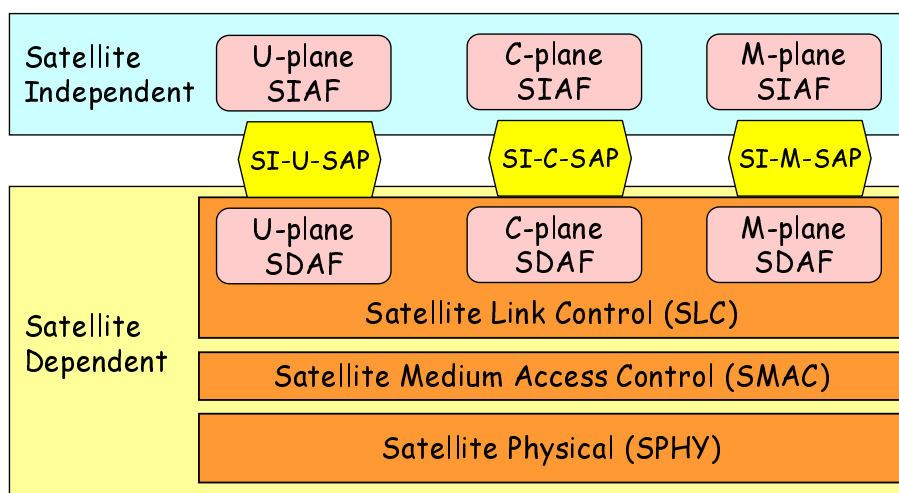 Satellite
Independent
U-plane
SIAF
C-plane
SIAF
M-plane
SIAF
SI-U-SAP
SI-C-SAP
SI-M-SAP
U-plane
SDAF
C-plane
SDAF
M-plane
SDAF
Satellite Link Control (SLC)
Satellite
Dependent
Satellite Medium Access Control (SMAC)
Satellite Physical (SPHY)